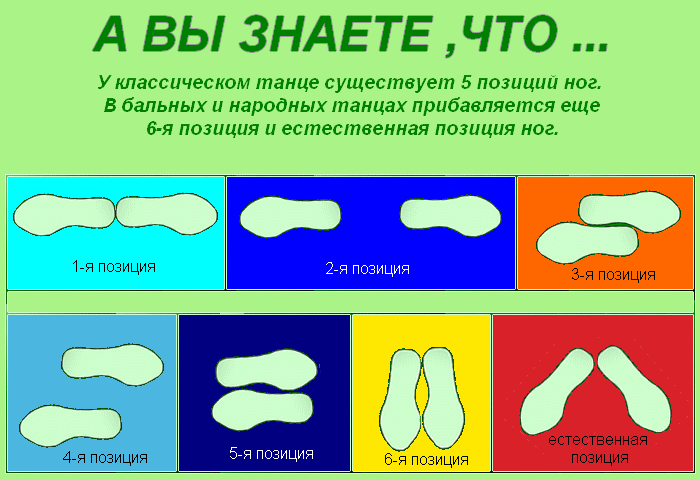 А ВЫ ЗНАЕТЕ ,ЧТО ...
У классическом танце существует 5 позиций ног.
В бальных и народных танцах прибавляется еще
6-я позиция и естественная позиция ног.
1-я позиция
2-я позиция
3-я позиция
4-я позиция
5-я позиция
6-я позиция
естественная
позиция